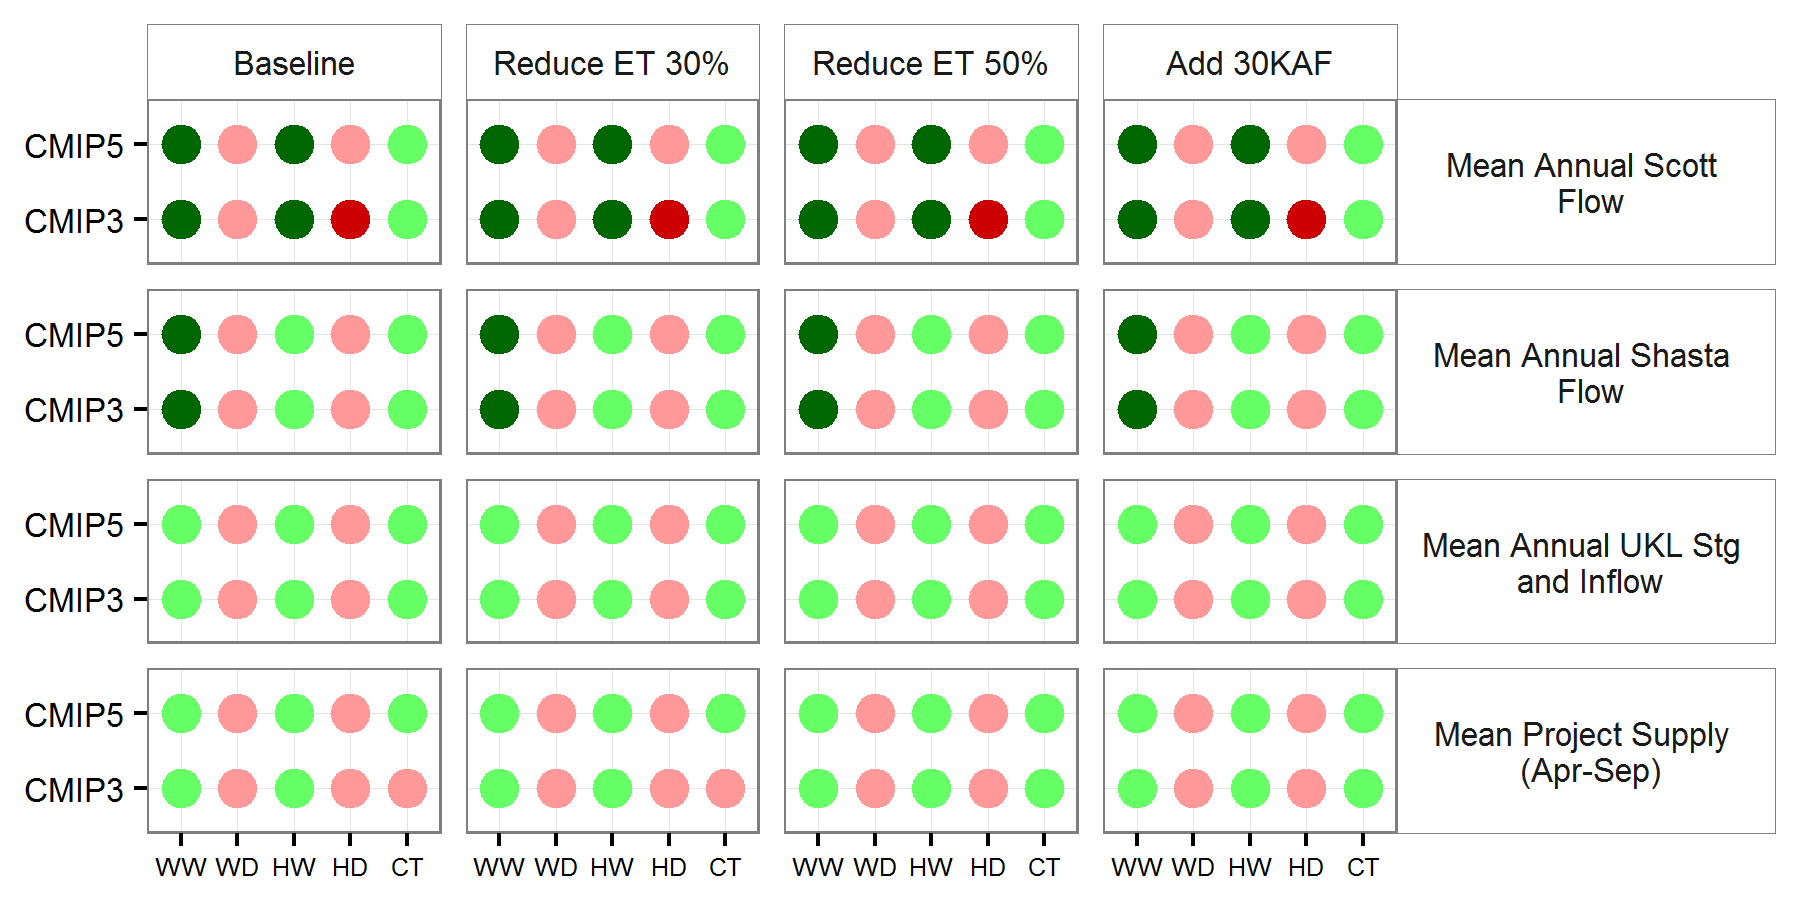 Baseline
Reduce ET 30%
Reduce ET 50%
Add 30KAF
CMIP5
CMIP3
Mean Annual Scott
Flow
CMIP5
CMIP3
Mean Annual Shasta
Flow
CMIP5
CMIP3
Mean Annual UKL Stg
and Inflow
CMIP5
CMIP3
Mean Project Supply
(Apr-Sep)
WW WD HW HD CT
WW WD HW HD CT
WW WD HW HD CT
WW WD HW HD CT